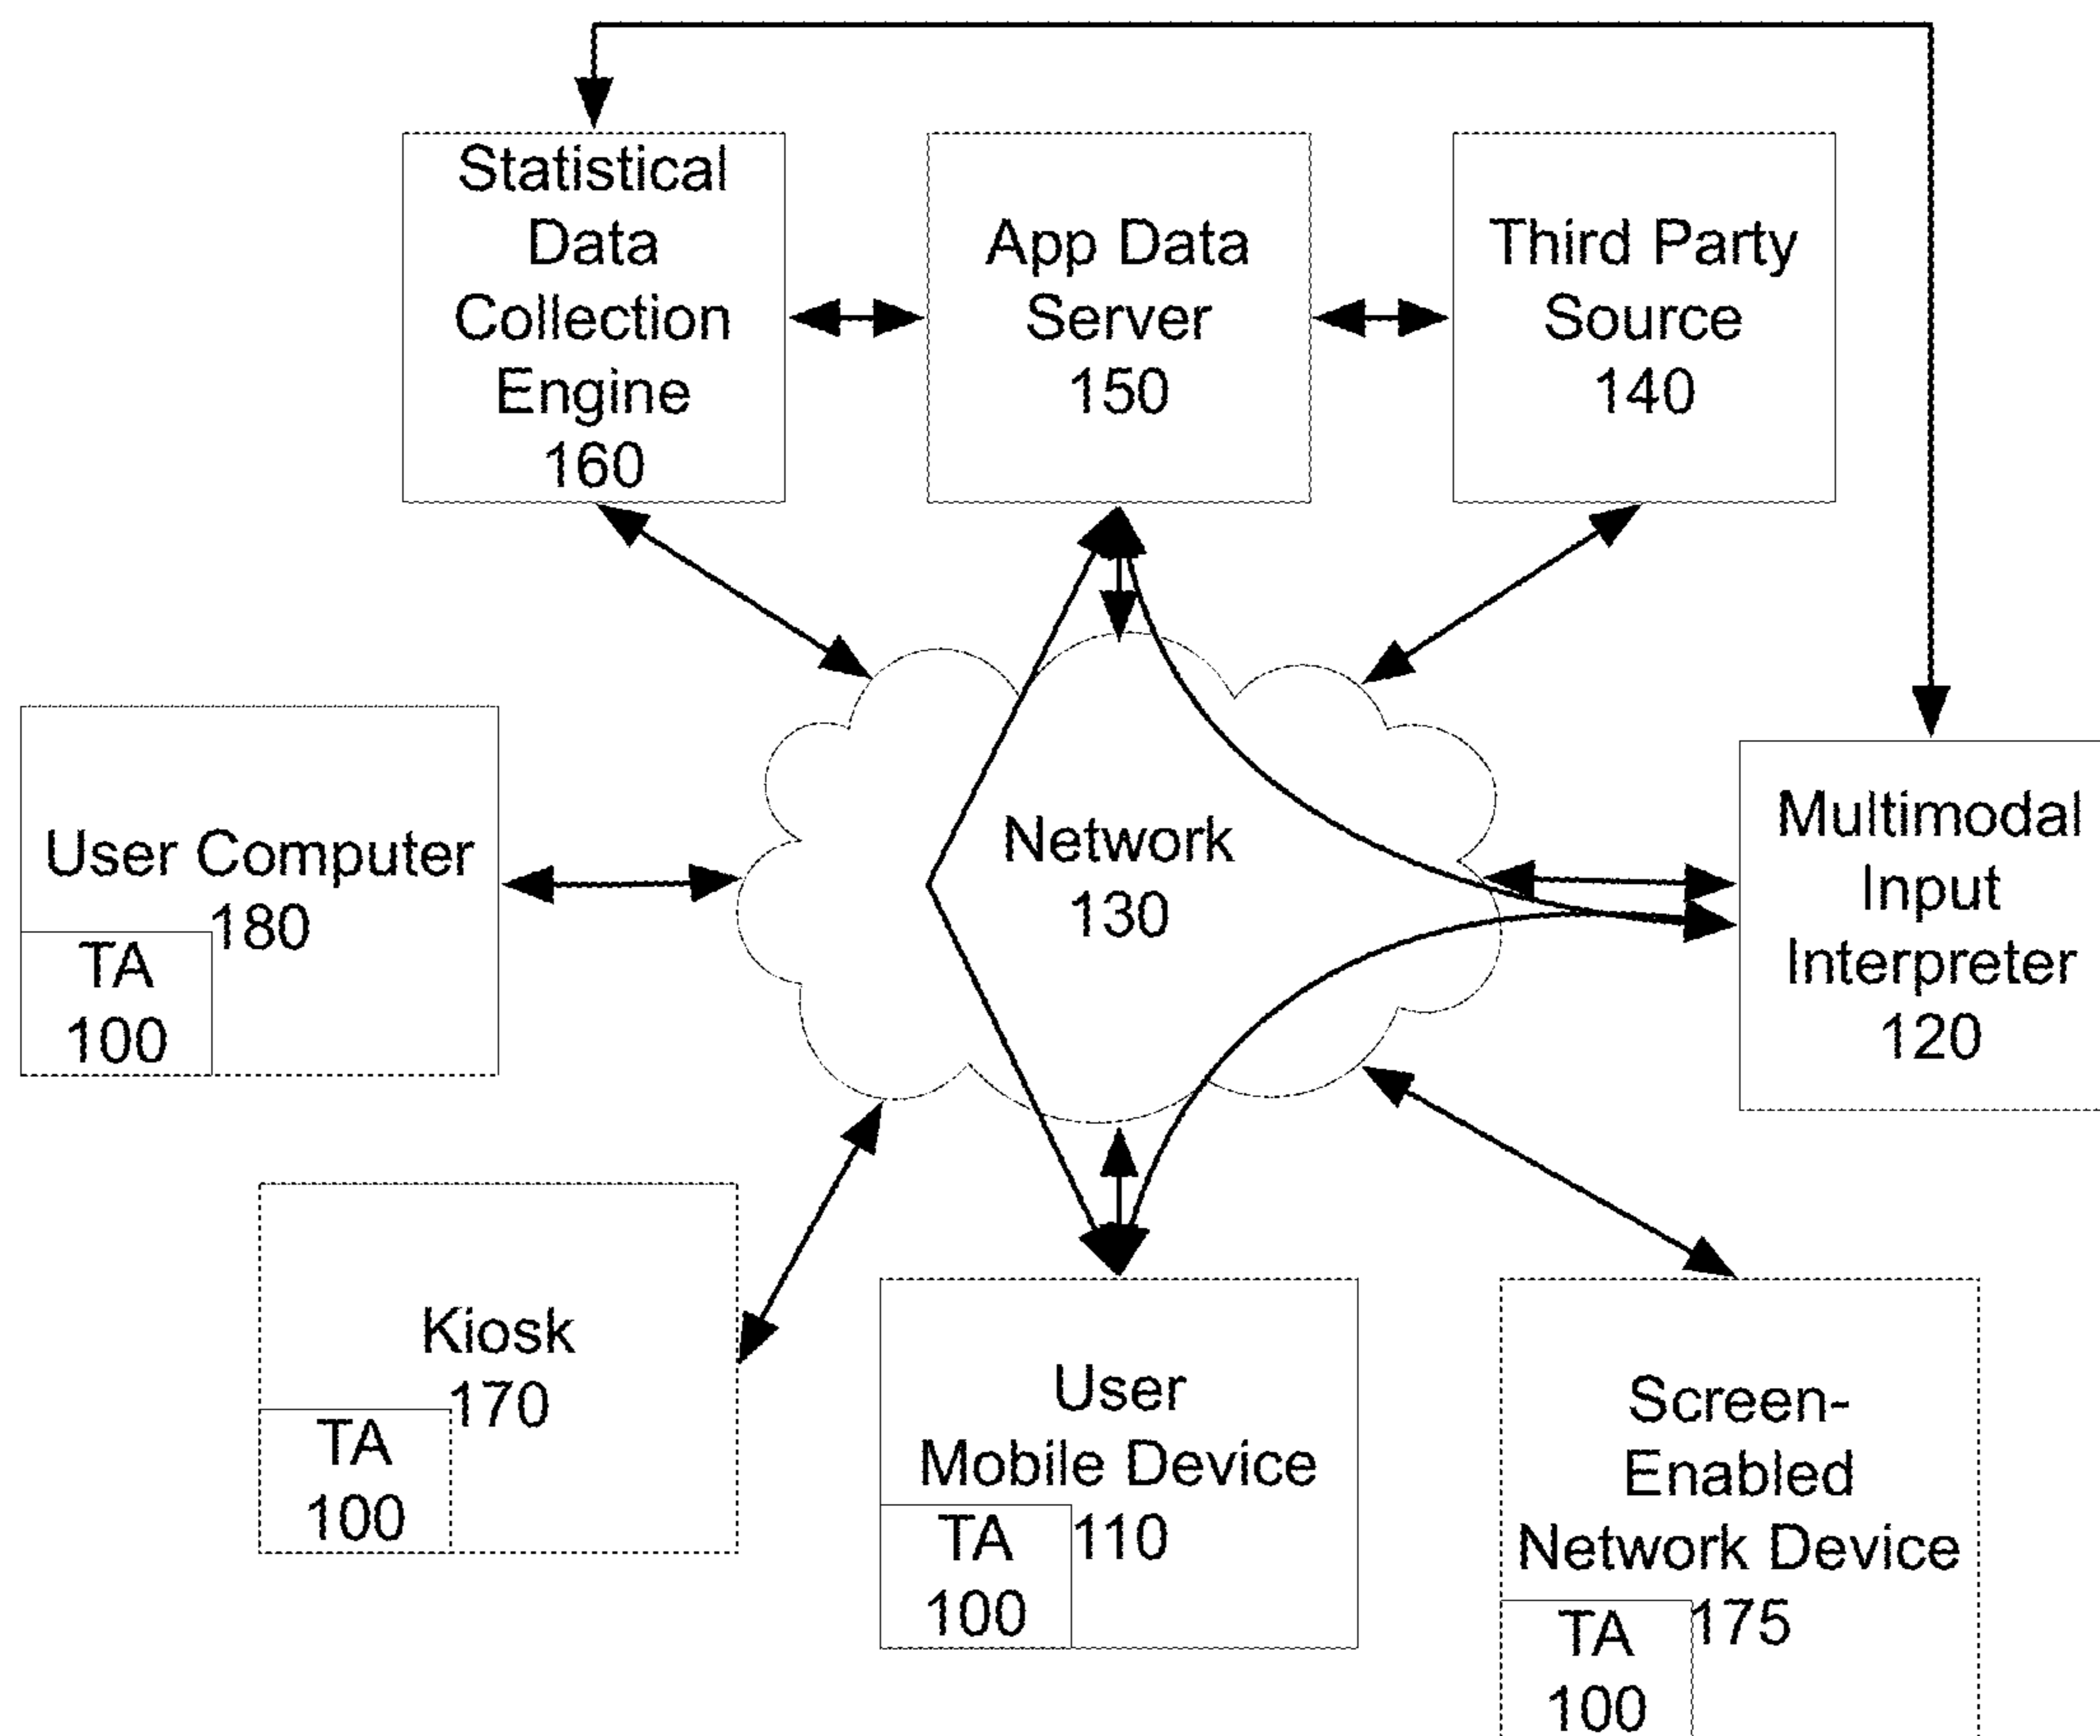 Statistical
Data
Collection
Engine
160
App Data
Server
150
Third Party
Source
140
User Computer
180
TA
100
Network
130
Multimodal
Input
Interpreter
120
Kiosk
170
TA
100
User
Mobile Device
110
TA
100
Screen-
Enabled
Network Device
175
TA
100